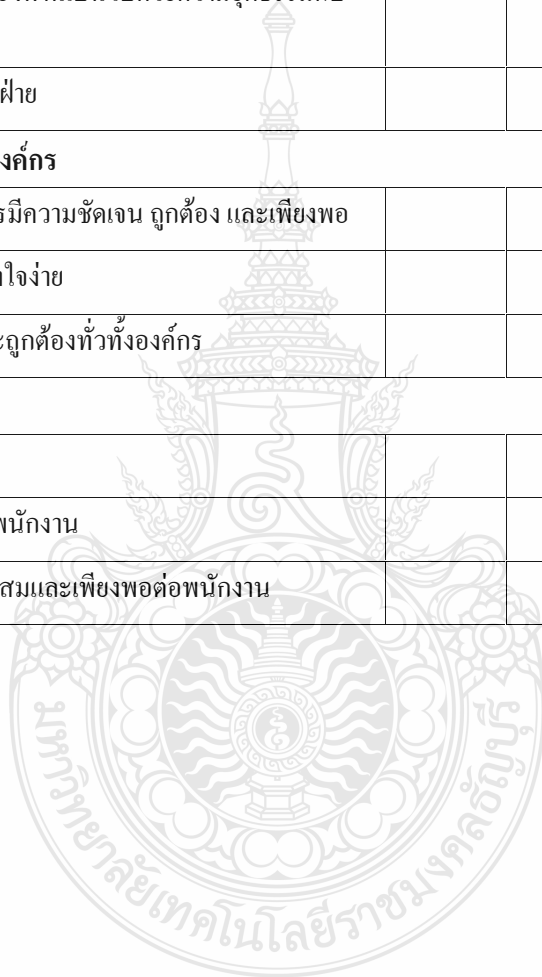 ฝ่าย
งค์กร
รมีความชัดเจน ถูกต้อง และเพียงพอ
ใจง่าย
ถูกต้องทั่วทั้งองค์กร
พนักงาน
สมและเพียงพอต่อพนักงาน
มหาวิทยาลัยเทคโนโลยีราชมงคลธัญบุรี